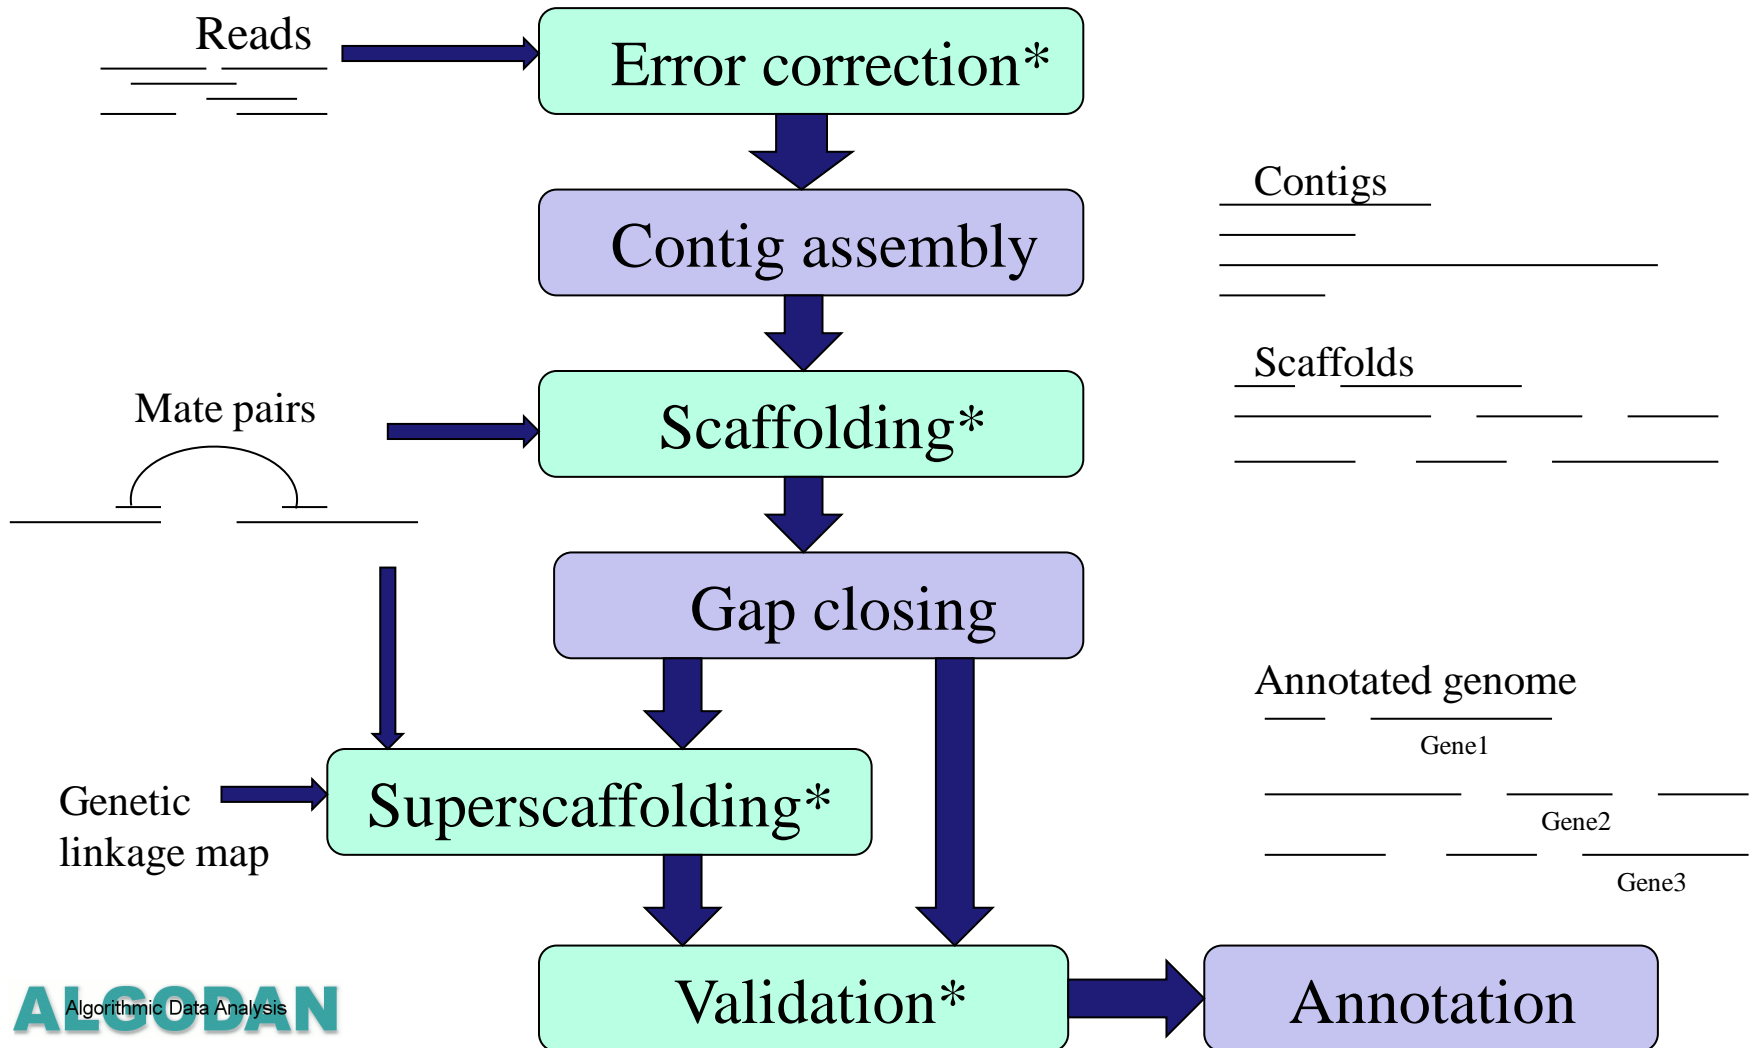 Reads
Error correction*
Contig assembly
Contigs
Scaffolds
Mate pairs
Scaffolding*
Gap closing
Annotated genome
Gene1
Genetic
linkage map
Superscaffolding*
Gene2
Gene3
Validation*
Annotation
ALGODAN
Algorithmic Data Analysis